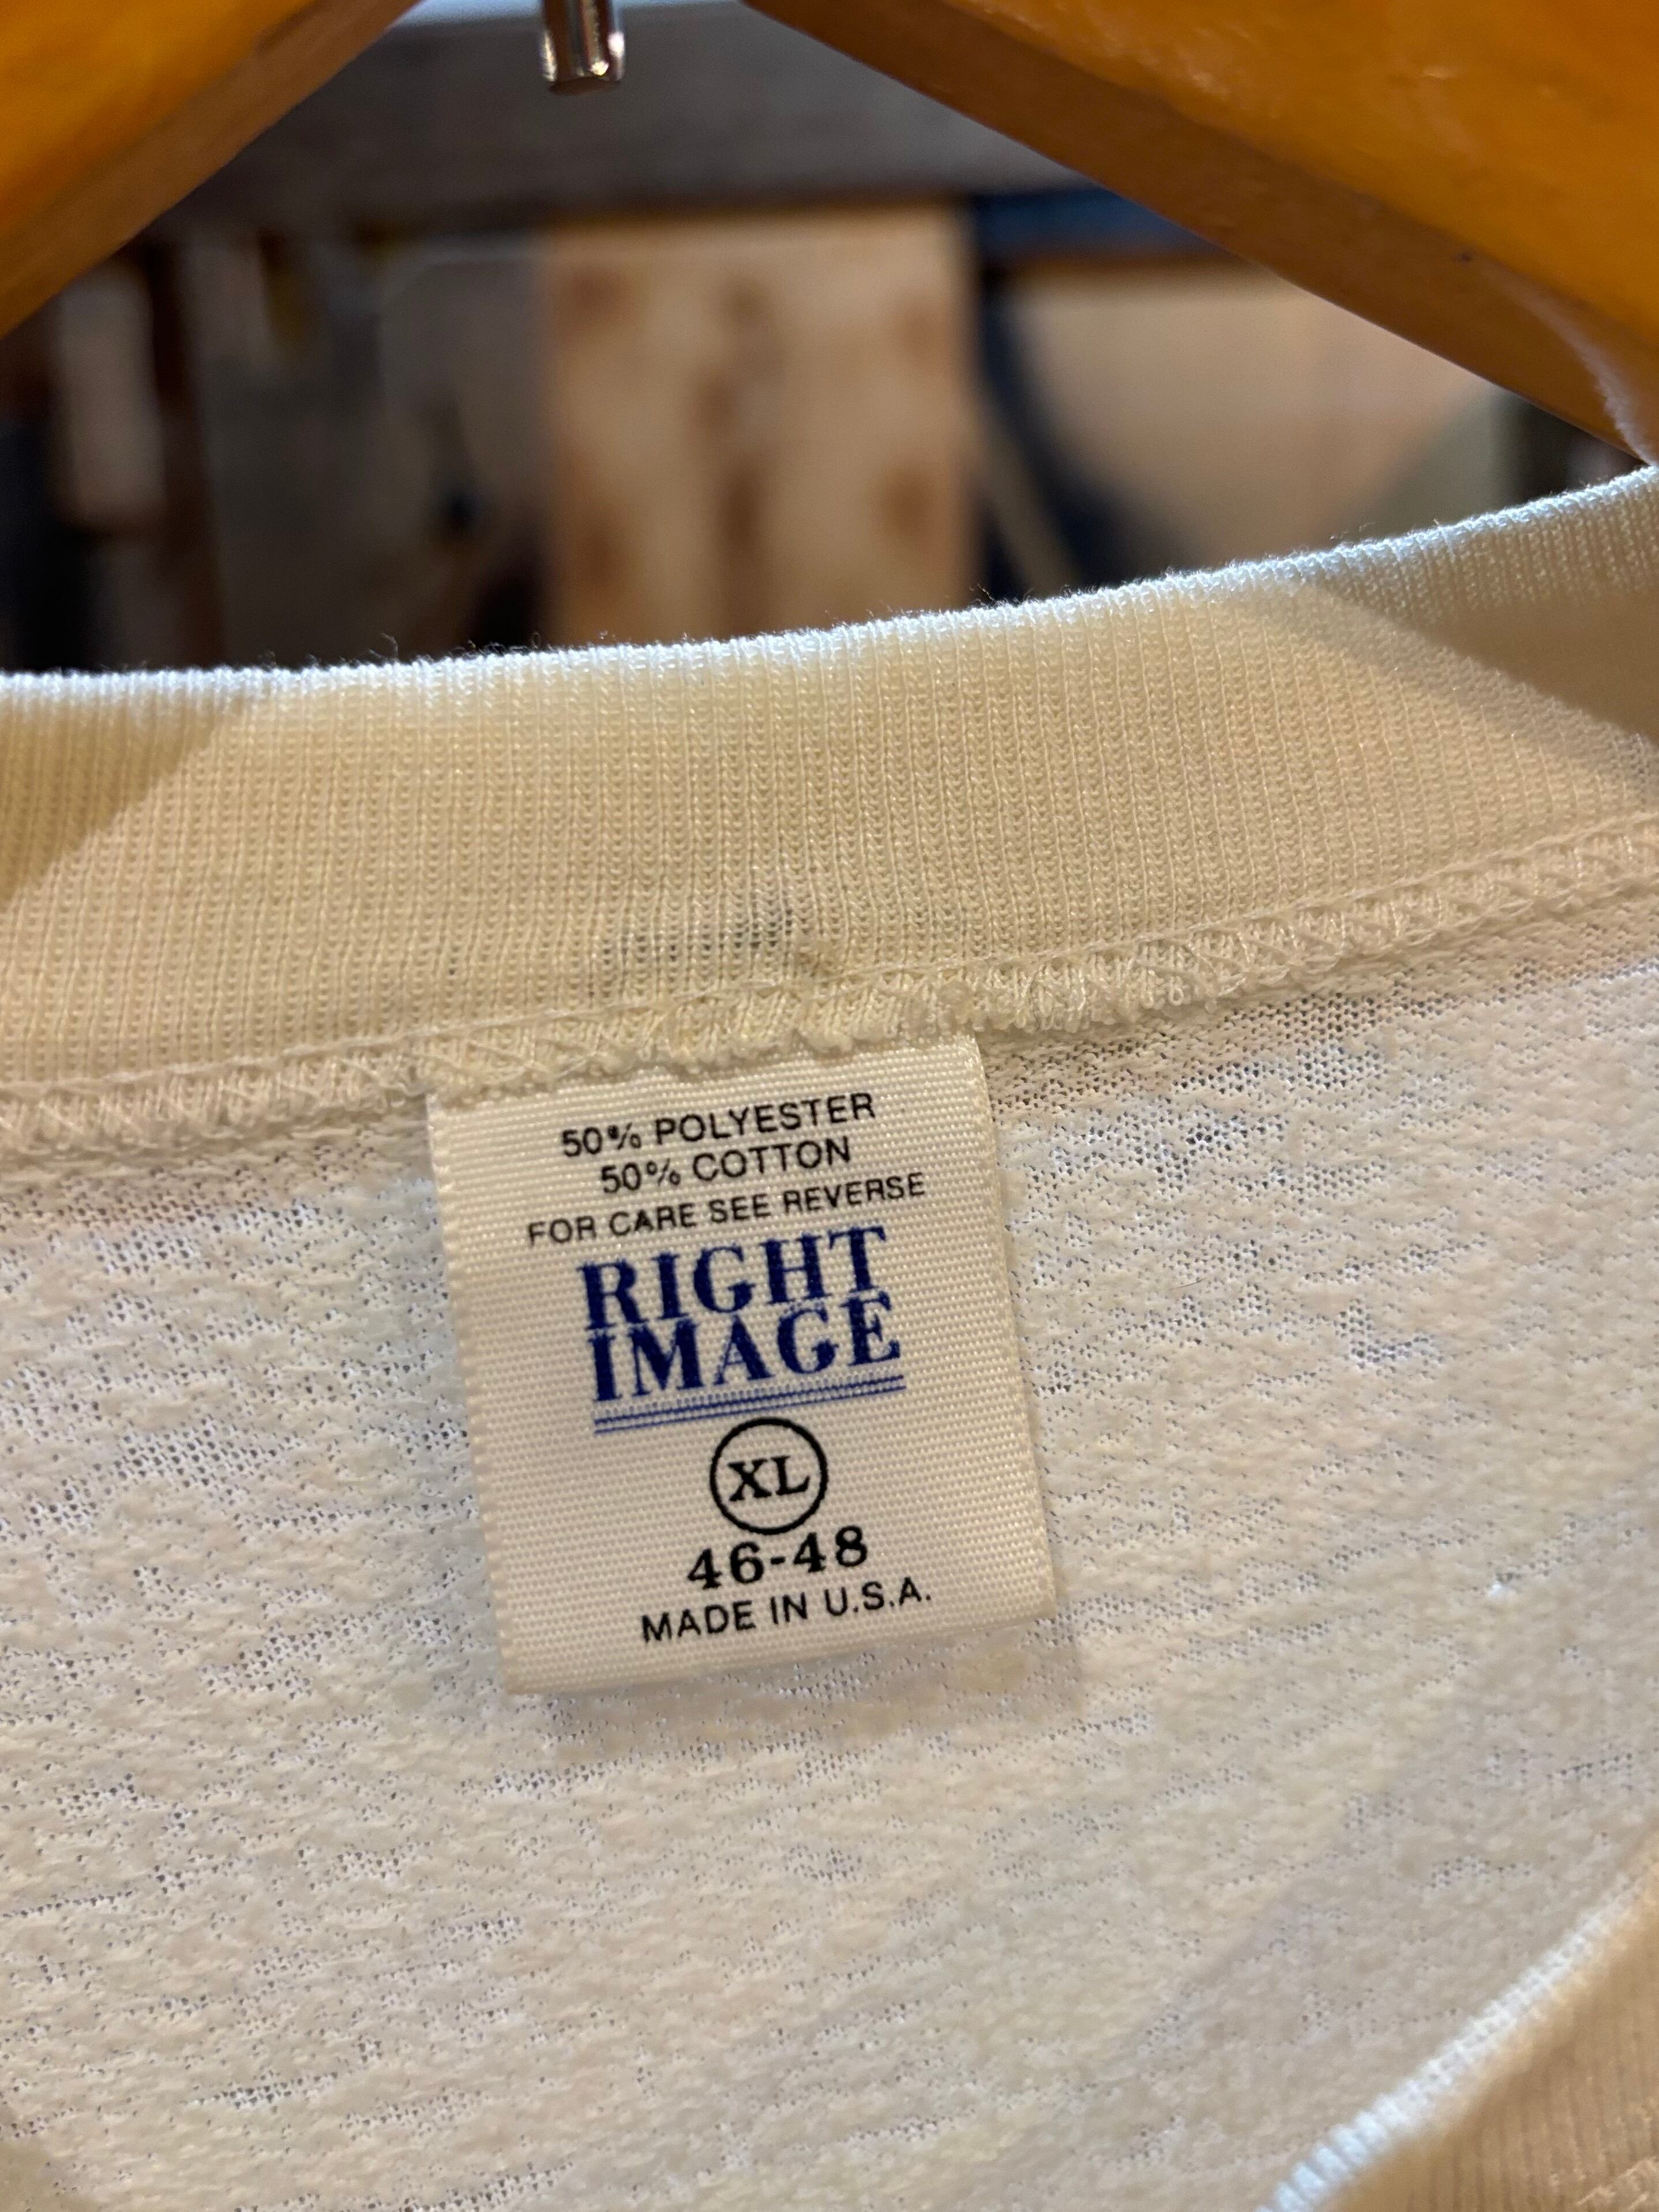 50% POLYESTER
50% COTTON
FOR CARE SEE REVERSE
RIGHT
IMAGE
XL
46-48
MADE IN U.S.A.